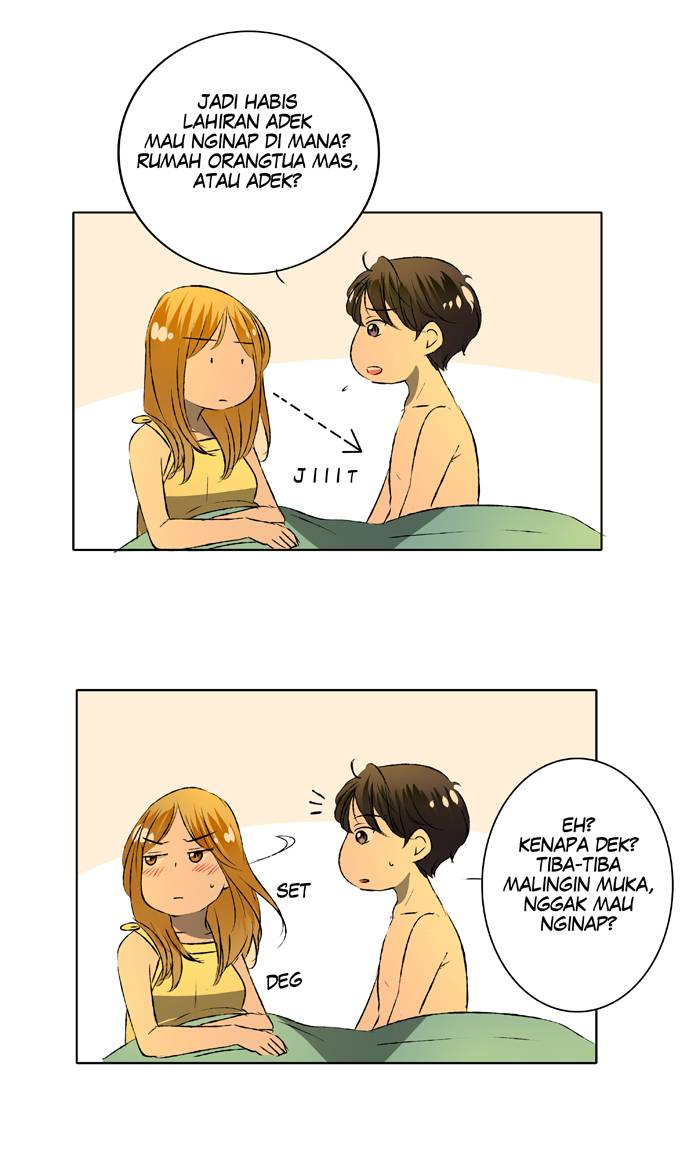 JADI HABIS
LAHIRAN ADEK
MAU NGINAP DI MANA?
RUMAH ORANGTUA MAS,
ATAU ADEK?
JIIIT
EH?
KENAPA DEK?
TIBA-TIBA
MALINGIN MUKA,
NGGAK MAU
NGINAP?
SET
DEG